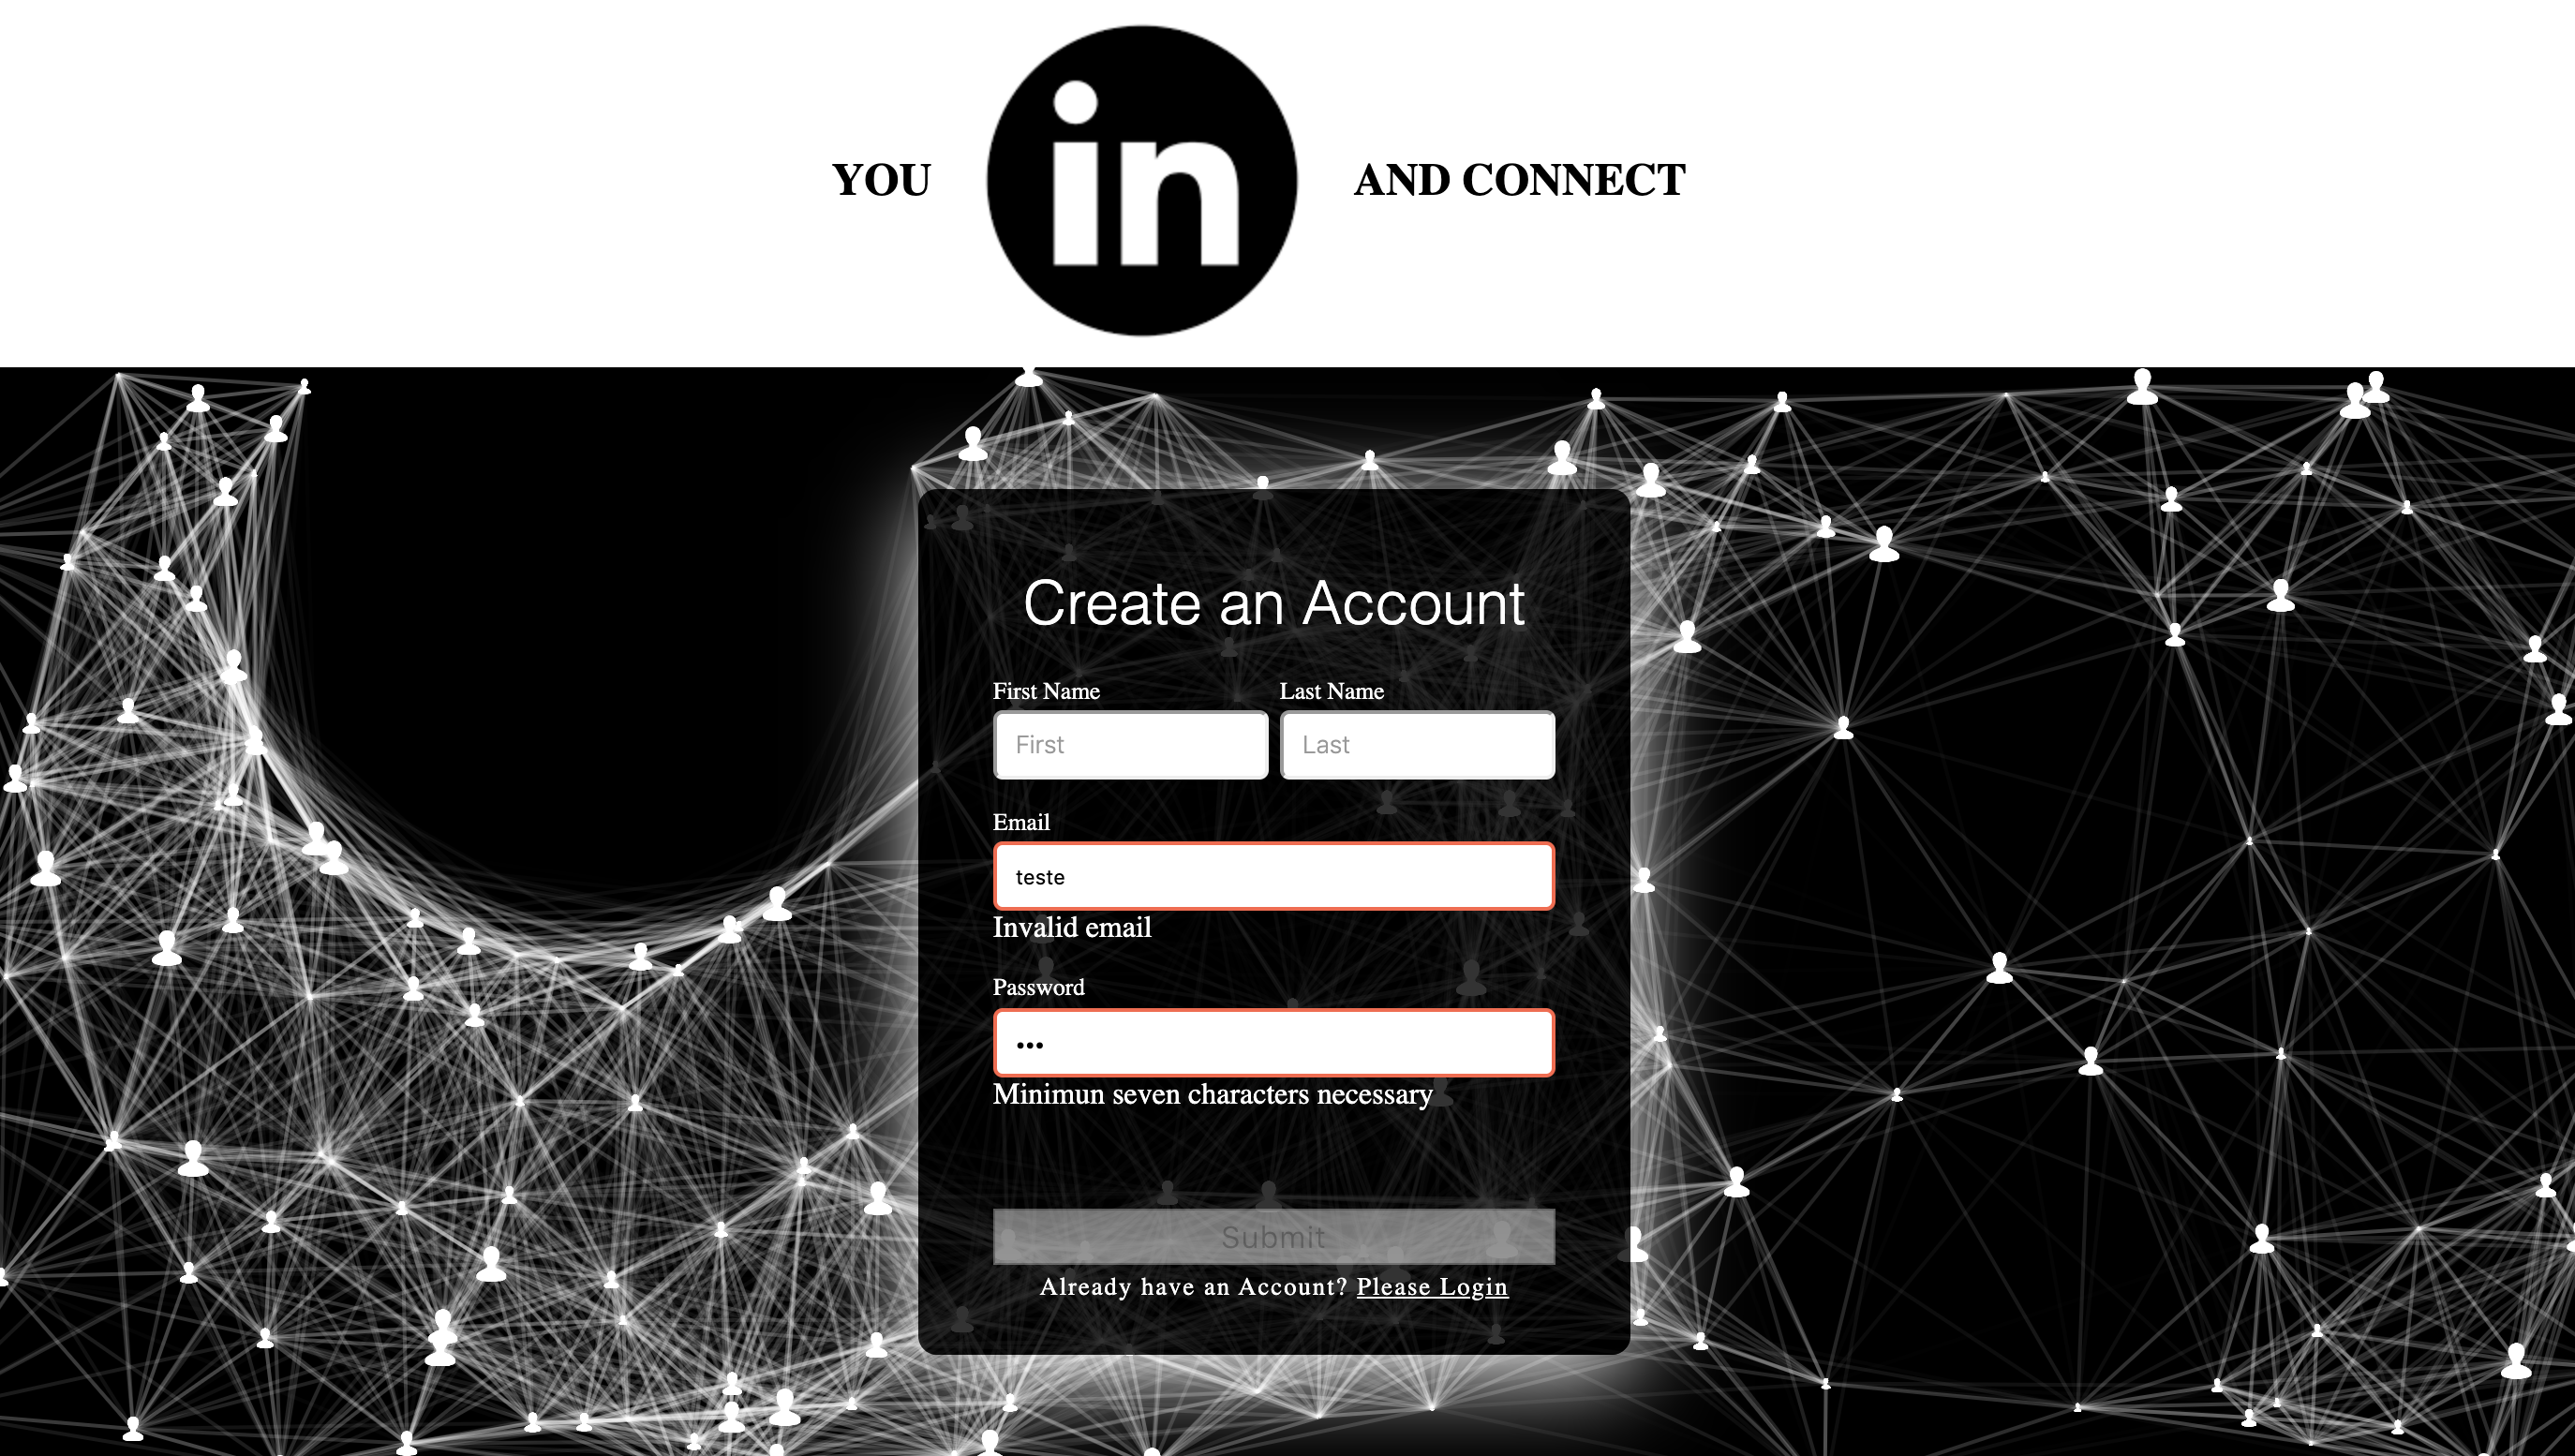 YOU in AND CONNECT
Create an Account
First Name Last Name
First Last
Email
teste
Invalid email
Password
•••
Minimun seven characters necessary
Submit
Already have an Account? Please Login